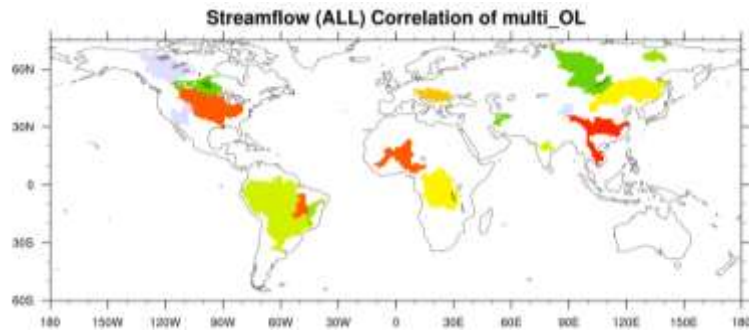 Streamflow (ALL) Correlation of multi_OL
60N
30N
0
30S
60S
180 150W 120W 90W 60W 30W 0 30E 60E 90E 120E 150E 180